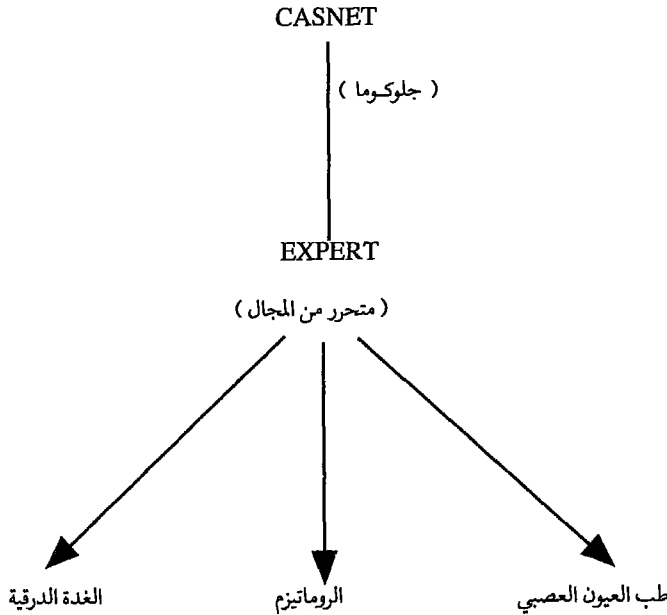 CASNET
( جلوكوما )
EXPERT
( متحرر من المجال )
طب العيون العصبي
الروماتيزم
الغدة الدرقية